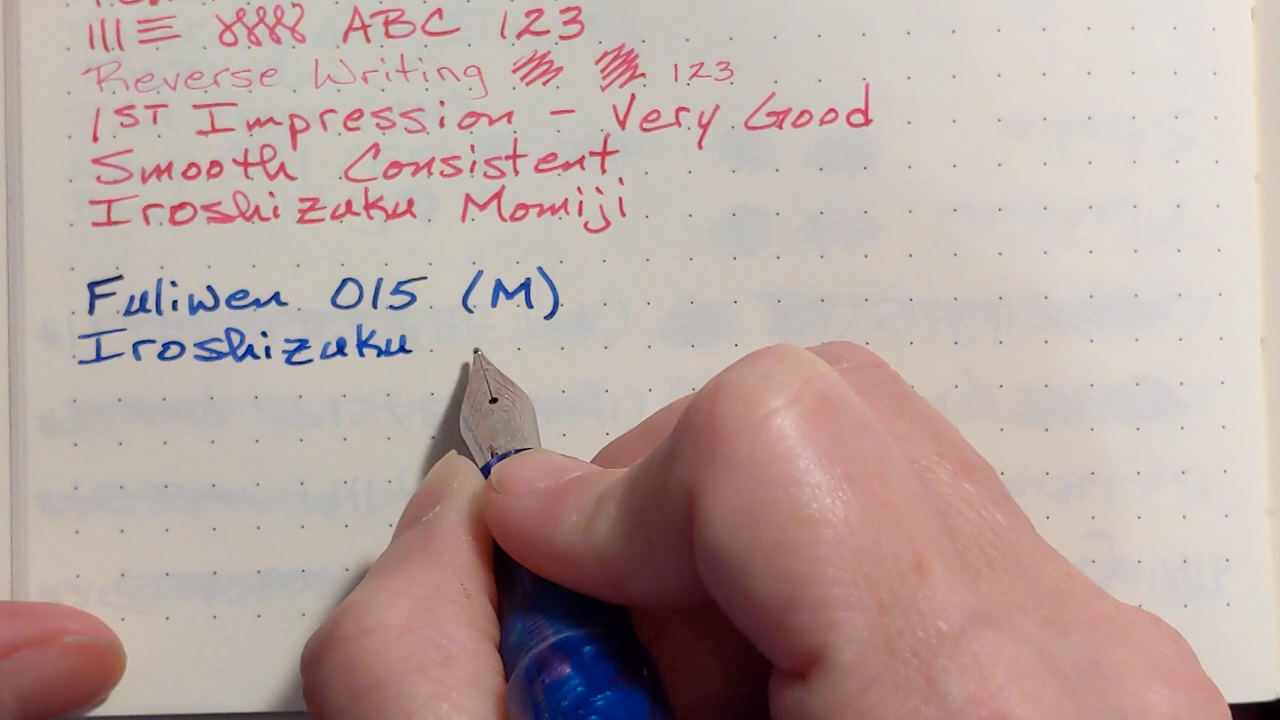 ABC 123
Reverse Writing 123
1ST Impression - Very Good
Smooth Consistent
Iroshizuku Momiji
Fuliwen 015 (M)
Iroshizuku